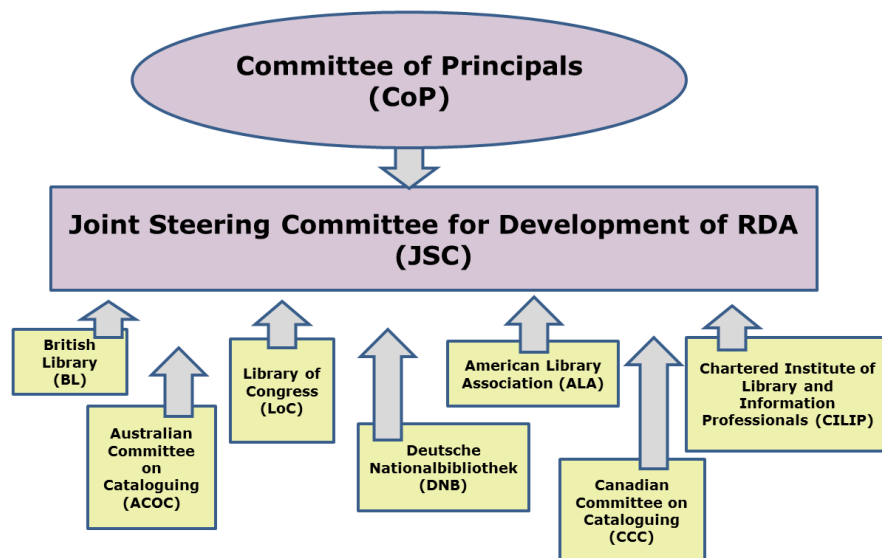 Committee of Principals
(CoP)
Joint Steering Committee for Development of RDA
(JSC)
British
Library
(BL)
Australian
Committee
on
Cataloguing
(ACOC)
Library of
Congress
(LoC)
Deutsche
Nationalbibliothek
(DNB)
American Library
Association (ALA)
Canadian
Committee on
Cataloguing
(CCC)
Chartered Institute of
Library and
Information
Professionals (CILIP)